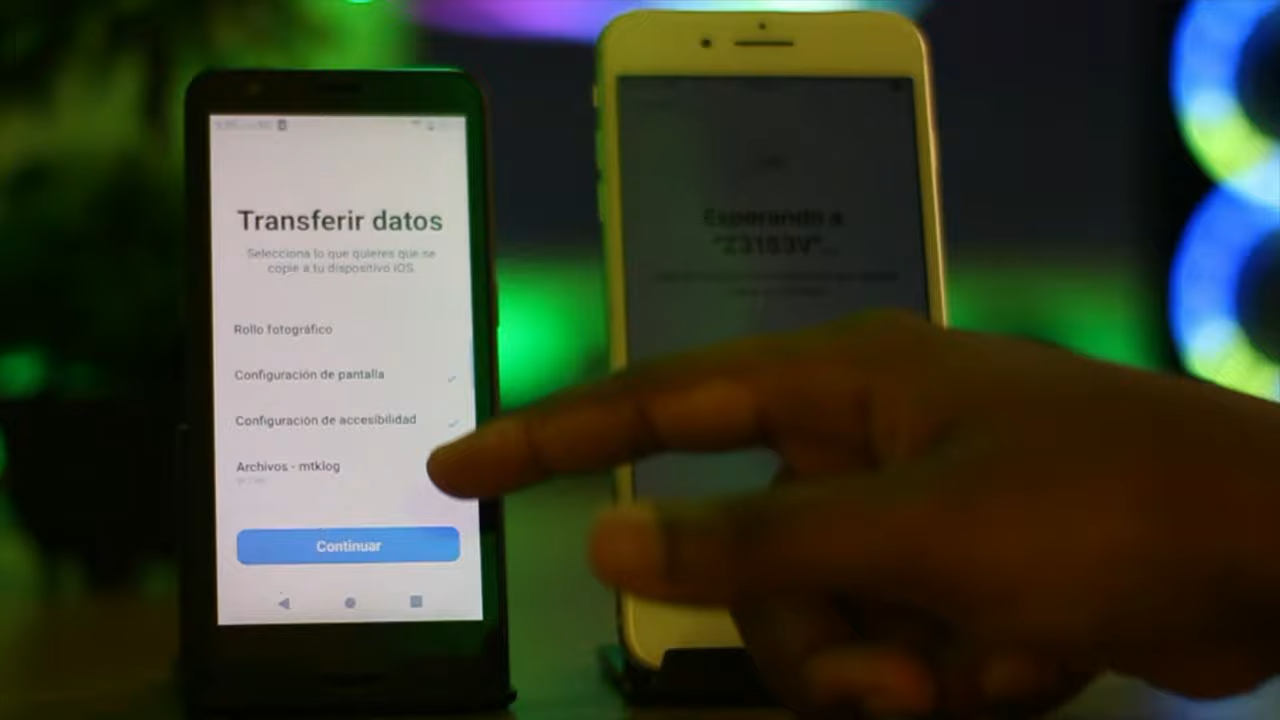 Transferir datos
Selecciona lo que quieres que se
copie a tu dispositivo iOS.
Rollo fotográfico
Configuración de pantalla
Configuración de accesibilidad
Archivos - mtklog
Continuar
Esperando a
"Z3153V"...